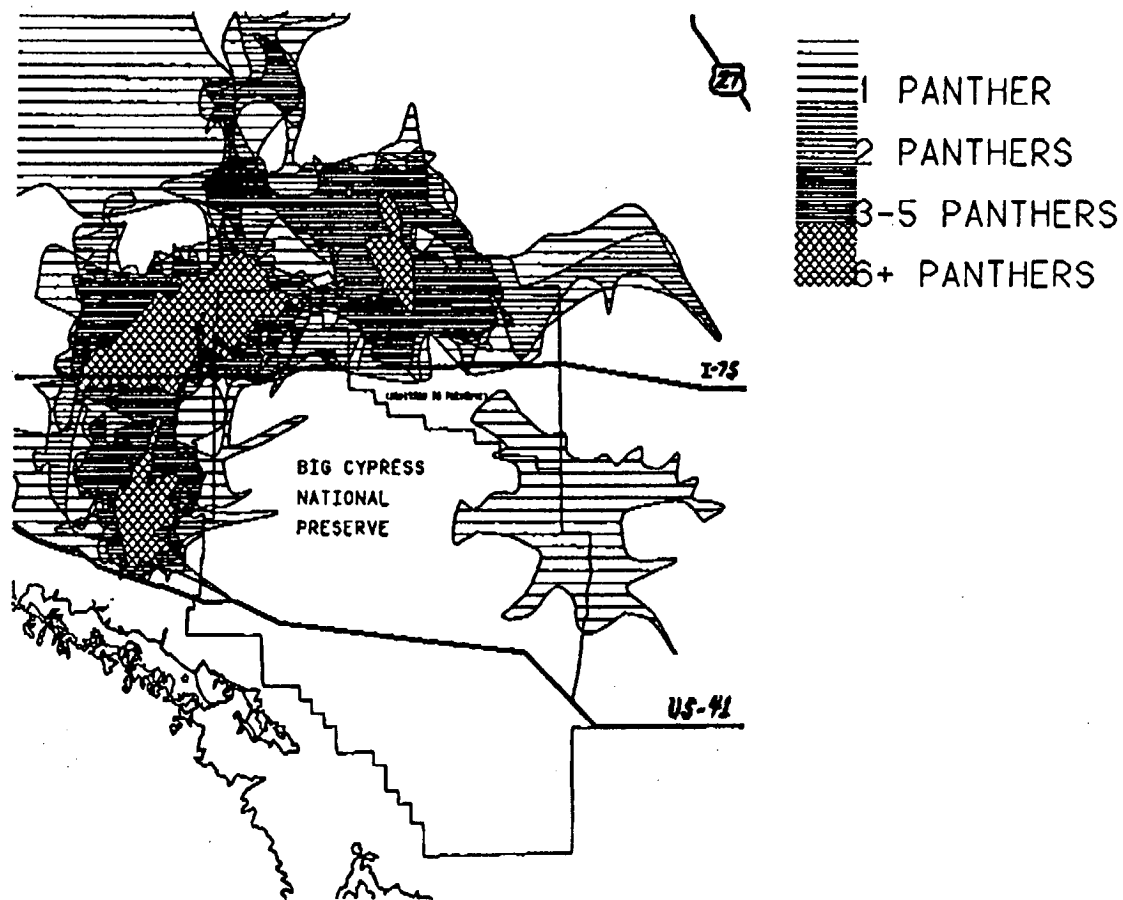 27
1 PANTHER
2 PANTHERS
3-5 PANTHERS
6+ PANTHERS
I-75
BIG CYPRESS
NATIONAL
PRESERVE
US-41